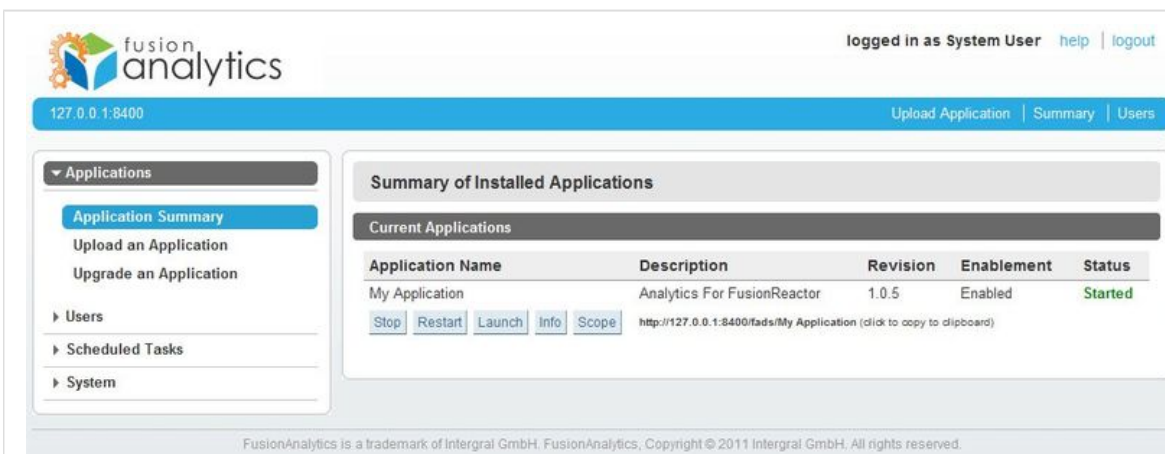 fusion
analytics
logged in as System User help | logout
127.0.0.1:8400
Upload Application | Summary | Users
Applications
Application Summary
Upload an Application
Upgrade an Application
Users
Scheduled Tasks
System
Summary of Installed Applications
Current Applications
Application Name Description Revision Enablement Status
My Application Analytics For FusionReactor 1.0.5 Enabled Started
Stop Restart Launch Info Scope http://127.0.0.1:8400/fads/My Application (click to copy to clipboard)
FusionAnalytics is a trademark of Intergral GmbH. FusionAnalytics, Copyright © 2011 Intergral GmbH. All rights reserved.